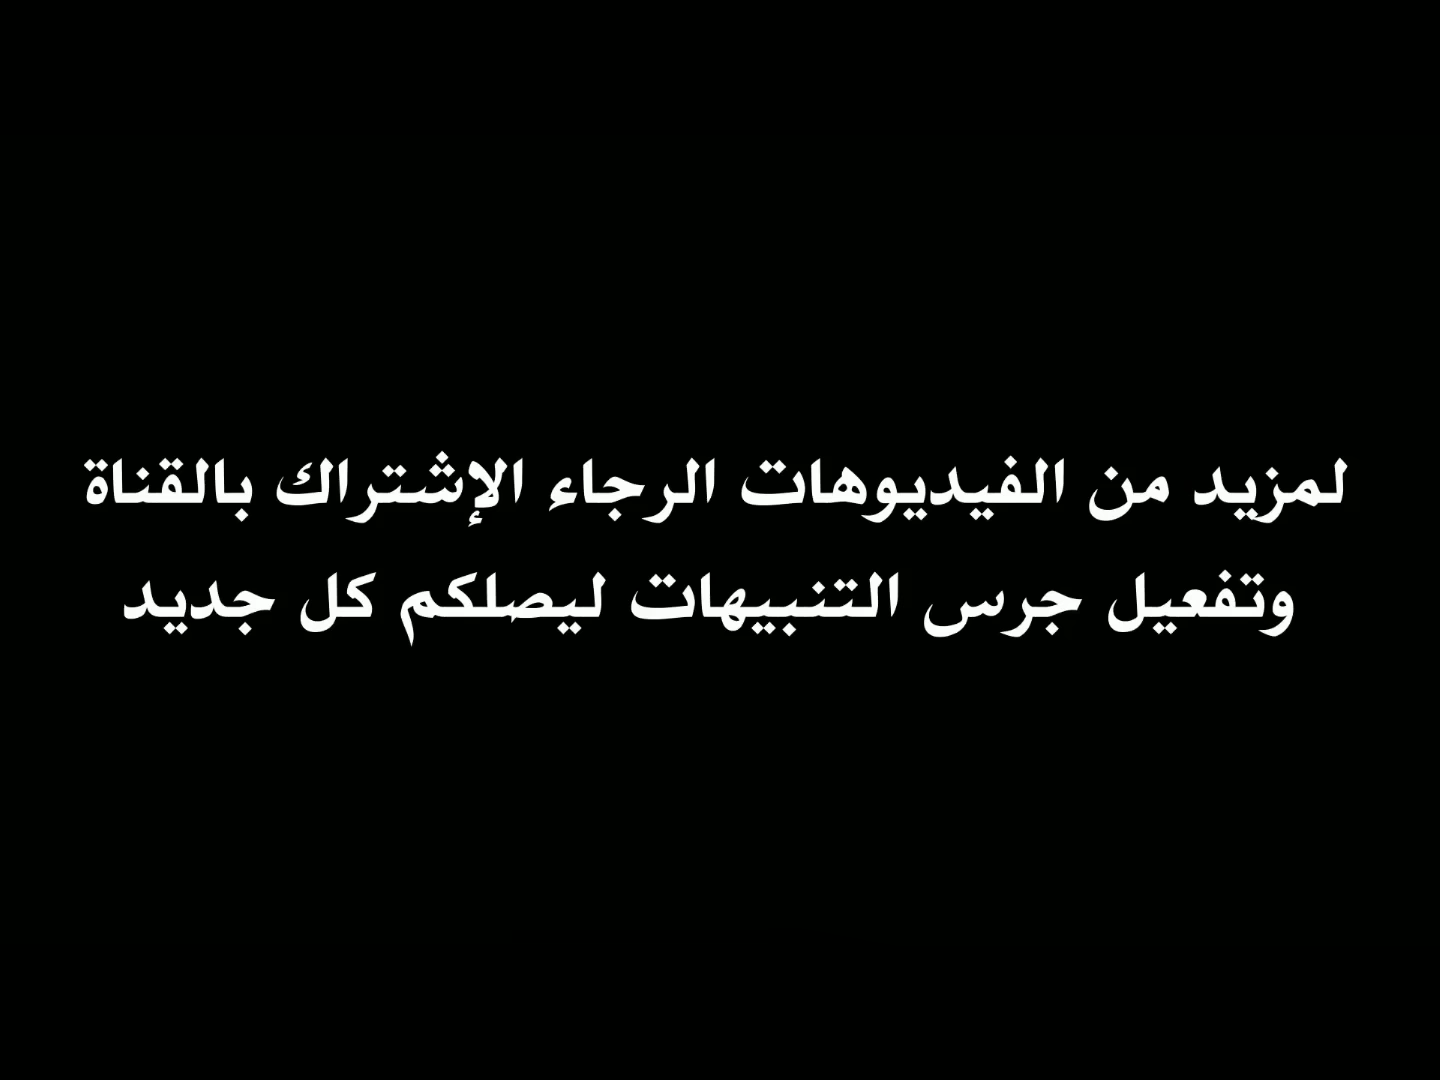 لمزيد من الفيديوهات الرجاء الإشتراك بالقناة
وتفعيل جرس التنبيهات ليصلكم كل جديد